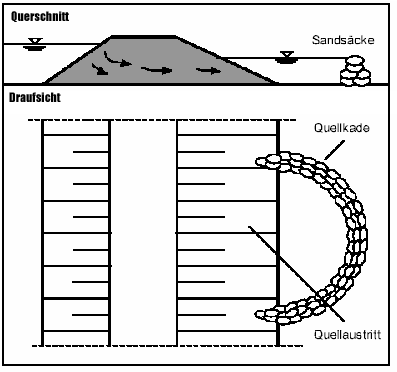 Querschnitt
Sandsäcke
Draufsicht
Quellkade
Quellaustritt